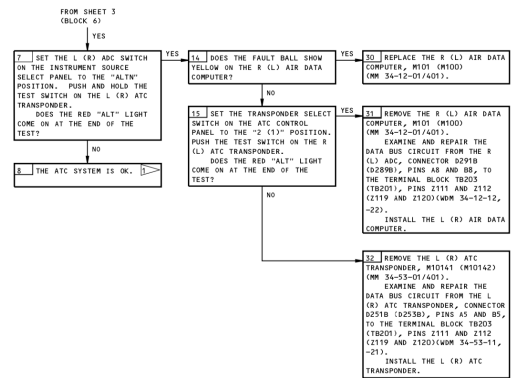 FROM SHEET 3
(BLOCK 6)
YES
7 SET THE L (R) ADC SWITCH
ON THE INSTRUMENT SOURCE
SELECT PANEL TO THE "ALTN"
POSITION. PUSH AND HOLD THE
TEST SWITCH ON THE L (R) ATC
TRANSPONDER.
DOES THE RED "ALT" LIGHT
COME ON AT THE END OF THE
TEST?
YES
NO
8 THE ATC SYSTEM IS OK. 1
14 DOES THE FAULT BALL SHOW
YELLOW ON THE R (L) AIR DATA
COMPUTER?
YES
NO
15 SET THE TRANSPONDER SELECT
SWITCH ON THE ATC CONTROL
PANEL TO THE "2 (1)" POSITION.
PUSH THE TEST SWITCH ON THE R
(L) ATC TRANSPONDER.
DOES THE RED "ALT" LIGHT
COME ON AT THE END OF THE
TEST?
YES
NO
30 REPLACE THE R (L) AIR DATA
COMPUTER, M101 (M100)
(MM 34-12-01/401).
31 REMOVE THE R (L) AIR DATA
COMPUTER, M101 (M100)
(MM 34-12-01/401).
EXAMINE AND REPAIR THE
DATA BUS CIRCUIT FROM THE R
(L) ADC, CONNECTOR D291B
(D289B), PINS A8 AND B8, TO
THE TERMINAL BLOCK TB203
(TB201), PINS Z111 AND Z112
(Z119 AND Z120)(WDM 34-12-12,
-22).
INSTALL THE R (L) AIR DATA
COMPUTER.
32 REMOVE THE L (R) ATC
TRANSPONDER, M10141 (M10142)
(MM 34-53-01/401).
EXAMINE AND REPAIR THE
DATA BUS CIRCUIT FROM THE L
(R) ATC TRANSPONDER, CONNECTOR
D251B (D253B), PINS A5 AND B5,
TO THE TERMINAL BLOCK TB203
(TB201), PINS Z111 AND Z112
(Z119 AND Z120)(WDM 34-53-11,
-21).
INSTALL THE L (R) ATC
TRANSPONDER.